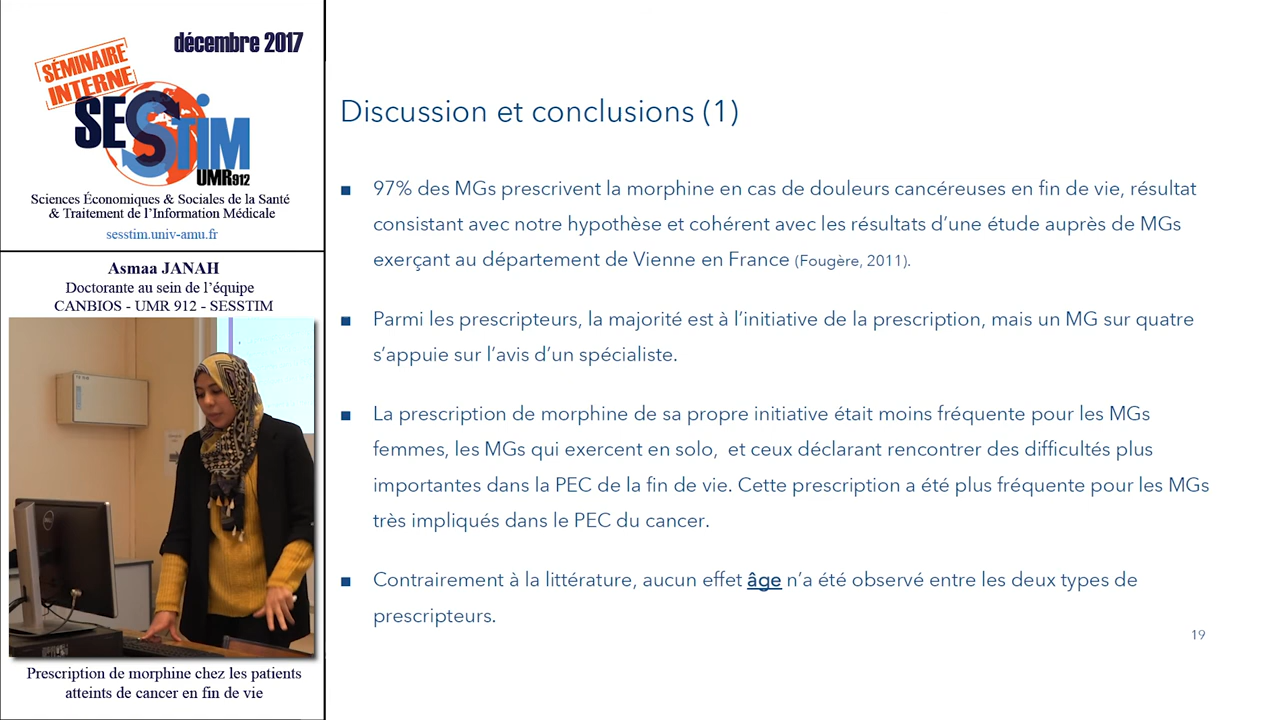 décembre 2017
SÉMINAIRE
INTERNE
SESSTIM
UMR912
Sciences Économiques & Sociales de la Santé
& Traitement de l'Information Médicale
sesstim.univ-amu.fr
Asmaa JANAH
Doctorante au sein de l'équipe
CANBIOS - UMR 912 - SESSTIM
Prescription de morphine chez les patients
atteints de cancer en fin de vie
Discussion et conclusions (1)
97% des MGs prescrivent la morphine en cas de douleurs cancéreuses en fin de vie, résultat
consistant avec notre hypothèse et cohérent avec les résultats d'une étude auprès de MGs
exerçant au département de Vienne en France (Fougère, 2011).
Parmi les prescripteurs, la majorité est à l'initiative de la prescription, mais un MG sur quatre
s'appuie sur l'avis d'un spécialiste.
La prescription de morphine de sa propre initiative était moins fréquente pour les MGs
femmes, les MGs qui exercent en solo, et ceux déclarant rencontrer des difficultés plus
importantes dans la PEC de la fin de vie. Cette prescription a été plus fréquente pour les MGs
très impliqués dans le PEC du cancer.
Contrairement à la littérature, aucun effet âge n'a été observé entre les deux types de
prescripteurs.
19